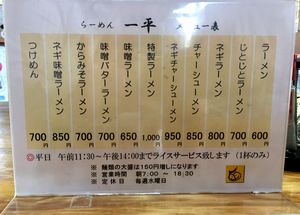 らーめん 一平 メニュー表
ラーメン 600円
じとじとラーメン 700円
ネギラーメン 800円
チャーシューメン 850円
ネギチャーシューメン 950円
特製ラーメン 1,000円
味噌ラーメン 650円
味噌バターラーメン 700円
からみそラーメン 700円
ネギ味噌ラーメン 850円
つけめん 700円
◎平日 午前11:30~午後14:00までライスサービス致します(1杯のみ)
※ 麺類の大盛は150円増しになります
※ 営業時間 朝7:00 ~ 18:30
※ 定休日 毎週水曜日